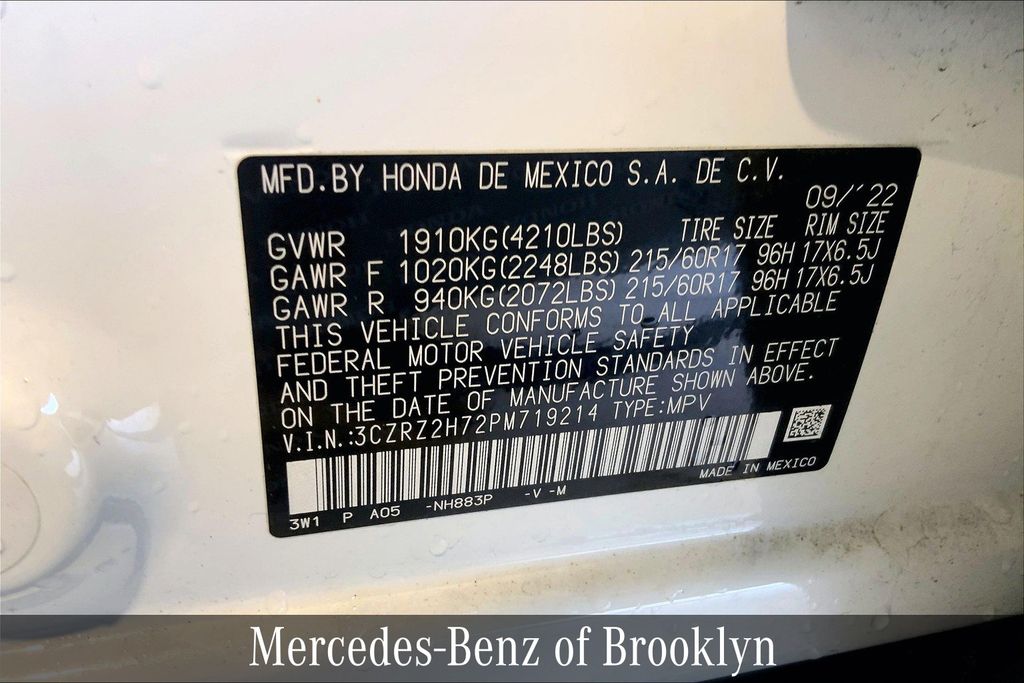 MFD.BY HONDA DE MEXICO S.A. DE C.V.
09/´22
GVWR 1910KG(4210LBS) TIRE SIZE RIM SIZE
GAWR F 1020KG(2248LBS) 215/60R17 96H 17X6.5J
GAWR R 940KG(2072LBS) 215/60R17 96H 17X6.5J
THIS VEHICLE CONFORMS TO ALL APPLICABLE
FEDERAL MOTOR VEHICLE SAFETY
AND THEFT PREVENTION STANDARDS IN EFFECT
ON THE DATE OF MANUFACTURE SHOWN ABOVE.
V.I.N.:3CZRZ2H72PM719214 TYPE:MPV
MADE IN MEXICO
3W1 P A05 -NH883P -V -M
Mercedes-Benz of Brooklyn